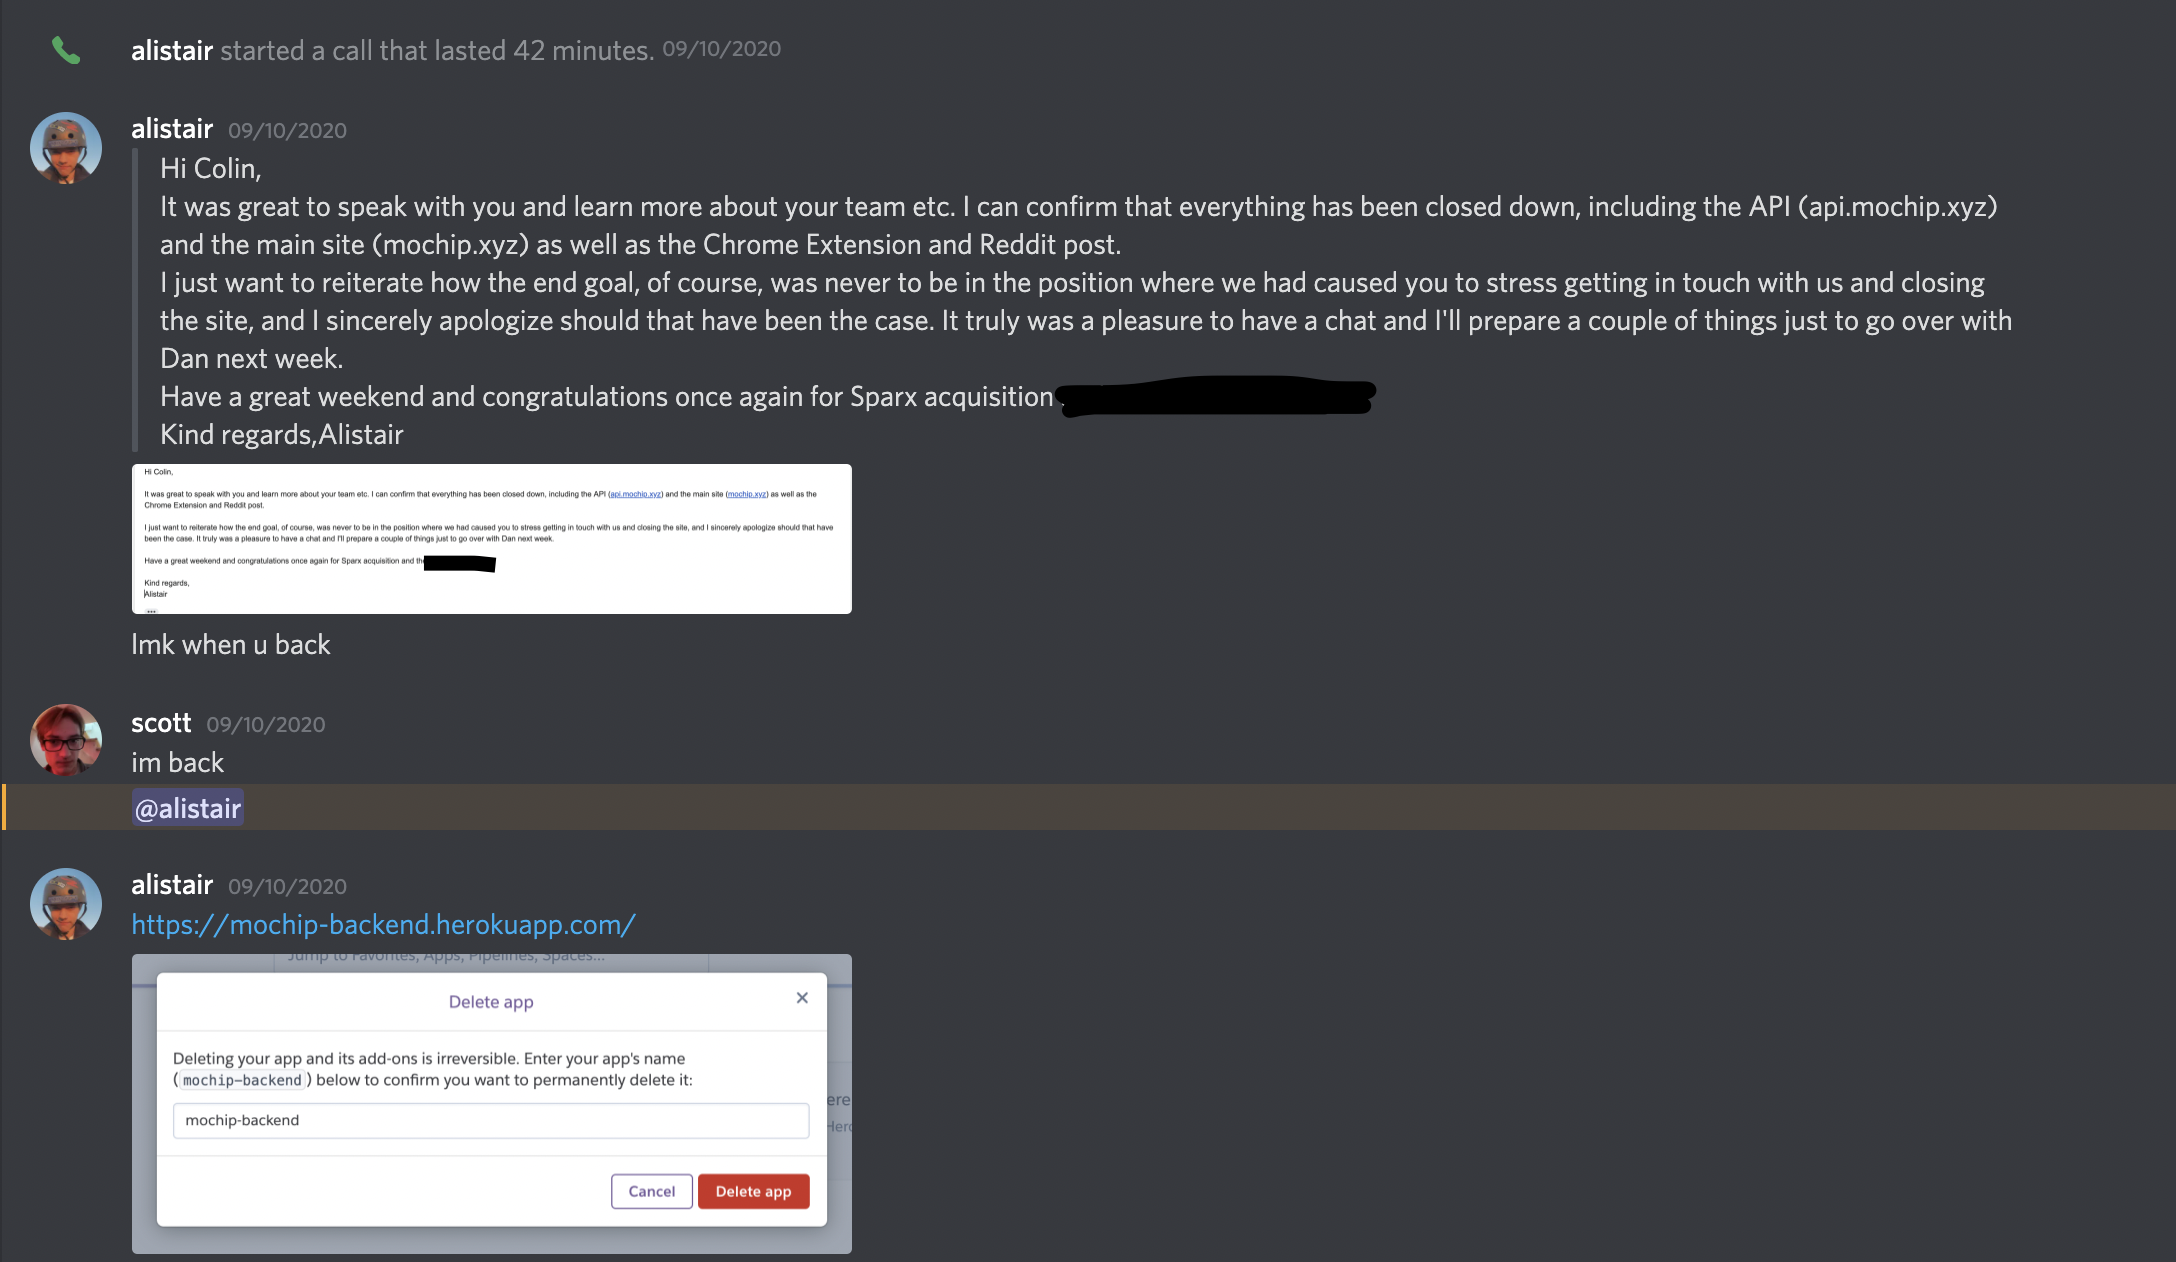 alistair started a call that lasted 42 minutes. 09/10/2020
alistair 09/10/2020
Hi Colin,
It was great to speak with you and learn more about your team etc. I can confirm that everything has been closed down, including the API (api.mochip.xyz)
and the main site (mochip.xyz) as well as the Chrome Extension and Reddit post.
I just want to reiterate how the end goal, of course, was never to be in the position where we had caused you to stress getting in touch with us and closing
the site, and I sincerely apologize should that have been the case. It truly was a pleasure to have a chat and I'll prepare a couple of things just to go over with
Dan next week.
Have a great weekend and congratulations once again for Sparx acquisition
Kind regards,Alistair
Hi Colin,
It was great to speak with you and learn more about your team etc. I can confirm that everything has been closed down, including the API (api.mochip.xyz) and the main site (mochip.xyz) as well as the
Chrome Extension and Reddit post.
I just want to reiterate how the end goal, of course, was never to be in the position where we had caused you to stress getting in touch with us and closing the site, and I sincerely apologize should that have
been the case. It truly was a pleasure to have a chat and I'll prepare a couple of things just to go over with Dan next week.
Have a great weekend and congratulations once again for Sparx acquisition and
Kind regards,
Alistair
...
lmk when u back
scott 09/10/2020
im back
@alistair
alistair 09/10/2020
https://mochip-backend.herokuapp.com/
Jump to Favorites, Apps, Pipelines, Spaces...
Delete app
Deleting your app and its add-ons is irreversible. Enter your app's name
(mochip-backend) below to confirm you want to permanently delete it:
mochip-backend
Cancel Delete app